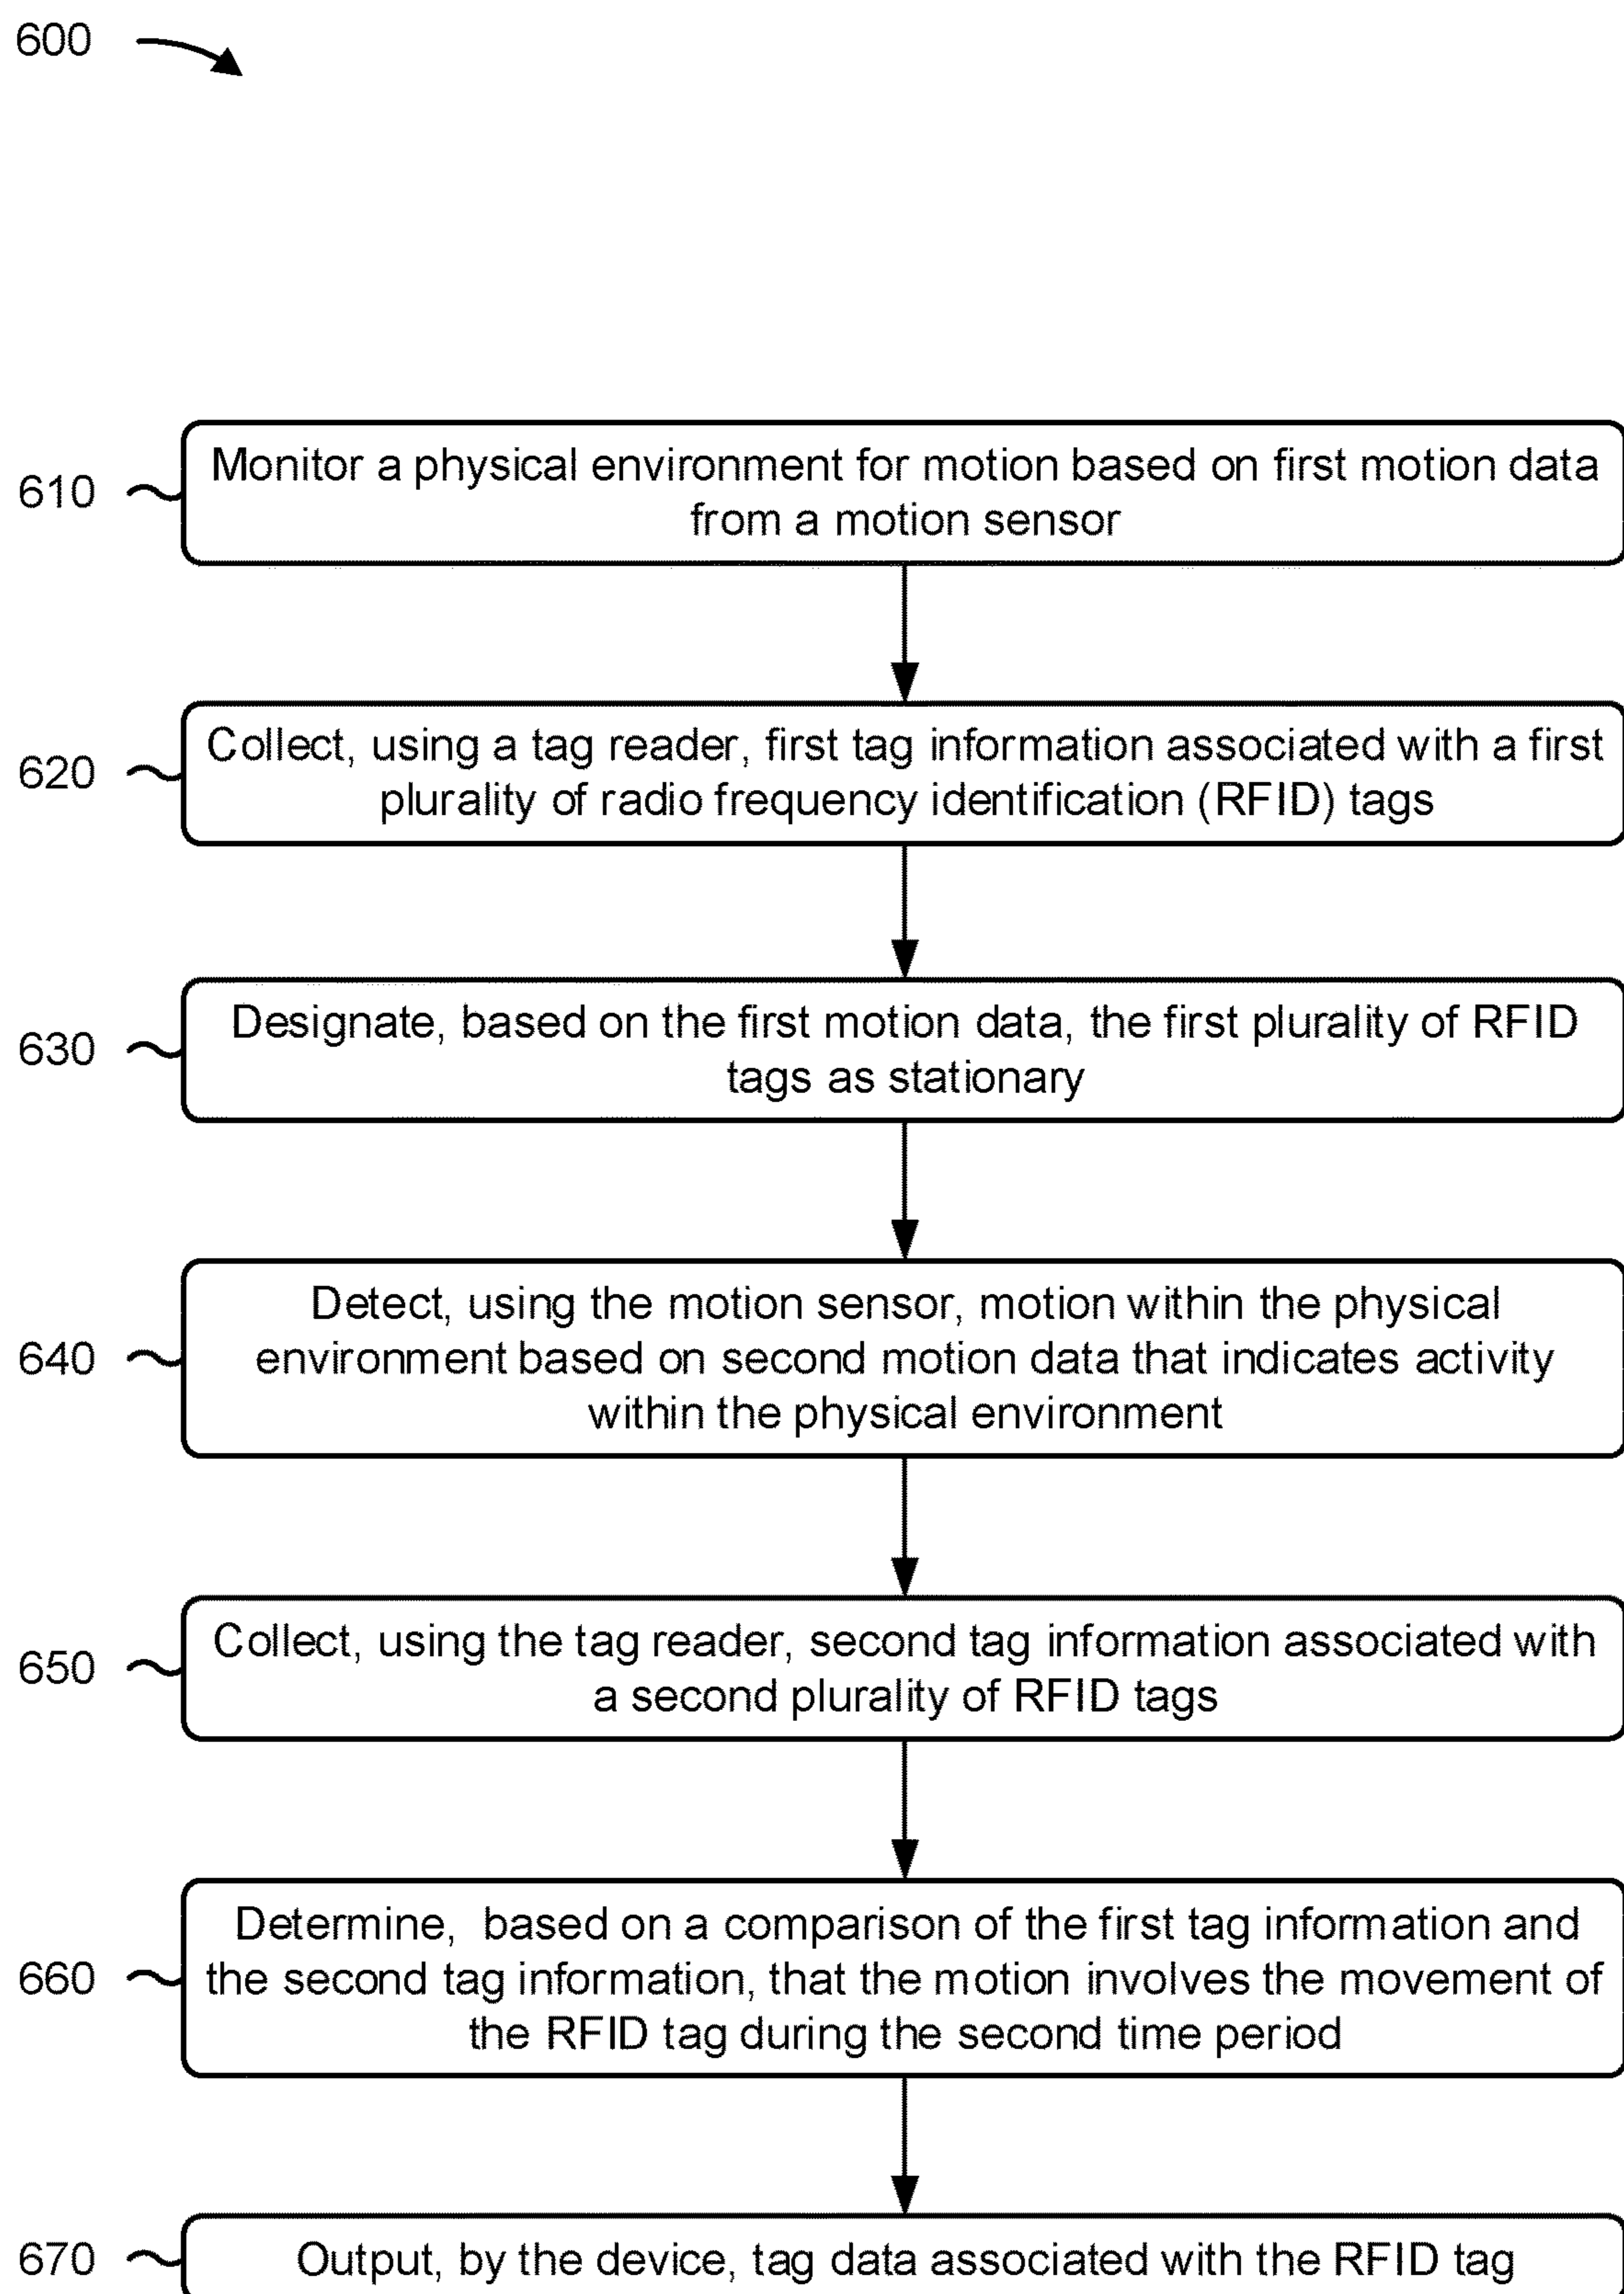 600
610
Monitor a physical environment for motion based on first motion data
from a motion sensor
620
Collect, using a tag reader, first tag information associated with a first
plurality of radio frequency identification (RFID) tags
630
Designate, based on the first motion data, the first plurality of RFID
tags as stationary
640
Detect, using the motion sensor, motion within the physical
environment based on second motion data that indicates activity
within the physical environment
650
Collect, using the tag reader, second tag information associated with
a second plurality of RFID tags
660
Determine, based on a comparison of the first tag information and
the second tag information, that the motion involves the movement of
the RFID tag during the second time period
670
Output, by the device, tag data associated with the RFID tag